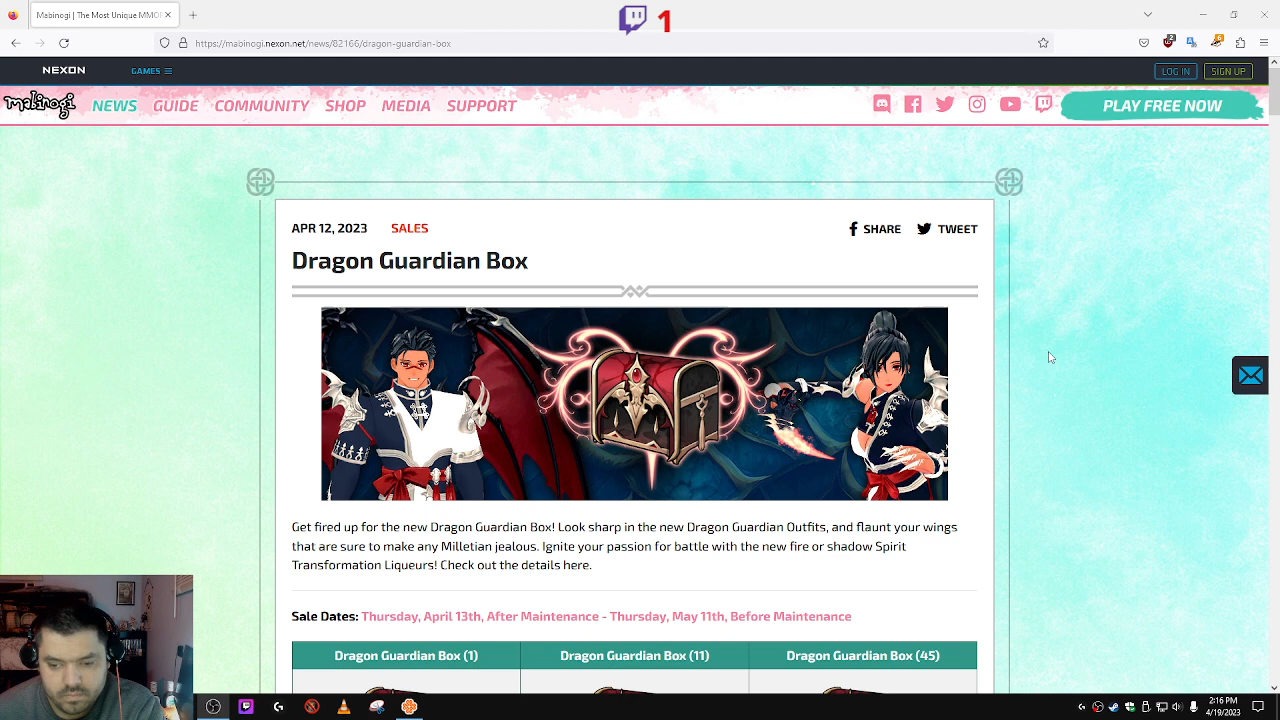 Mabinogi | The Most Unique MMOR
1
https://mabinogi.nexon.net/news/82166/dragon-guardian-box
NEXON GAMES LOG IN SIGN UP
mabinogi NEWS GUIDE COMMUNITY SHOP MEDIA SUPPORT PLAY FREE NOW
APR 12, 2023 SALES SHARE TWEET
Dragon Guardian Box
Get fired up for the new Dragon Guardian Box! Look sharp in the new Dragon Guardian Outfits, and flaunt your wings
that are sure to make any Milletian jealous. Ignite your passion for battle with the new fire or shadow Spirit
Transformation Liqueurs! Check out the details here.
Sale Dates: Thursday, April 13th, After Maintenance - Thursday, May 11th, Before Maintenance
Dragon Guardian Box (1) Dragon Guardian Box (11) Dragon Guardian Box (45)
2:16 PM
4/19/2023